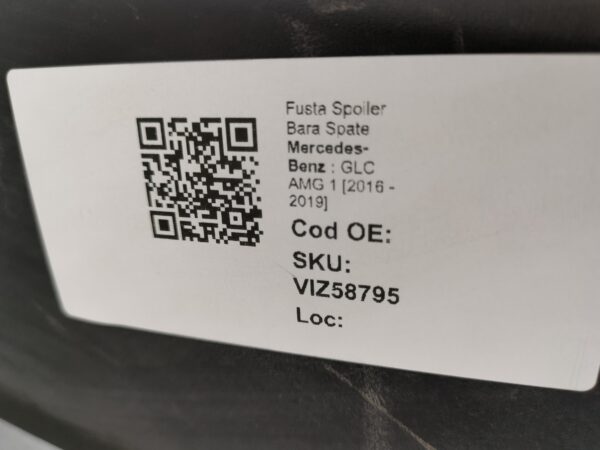 Fusta Spoiler
Bara Spate
Mercedes-
Benz : GLC
AMG 1 [2016 -
2019]
Cod OE:
SKU:
VIZ58795
Loc: